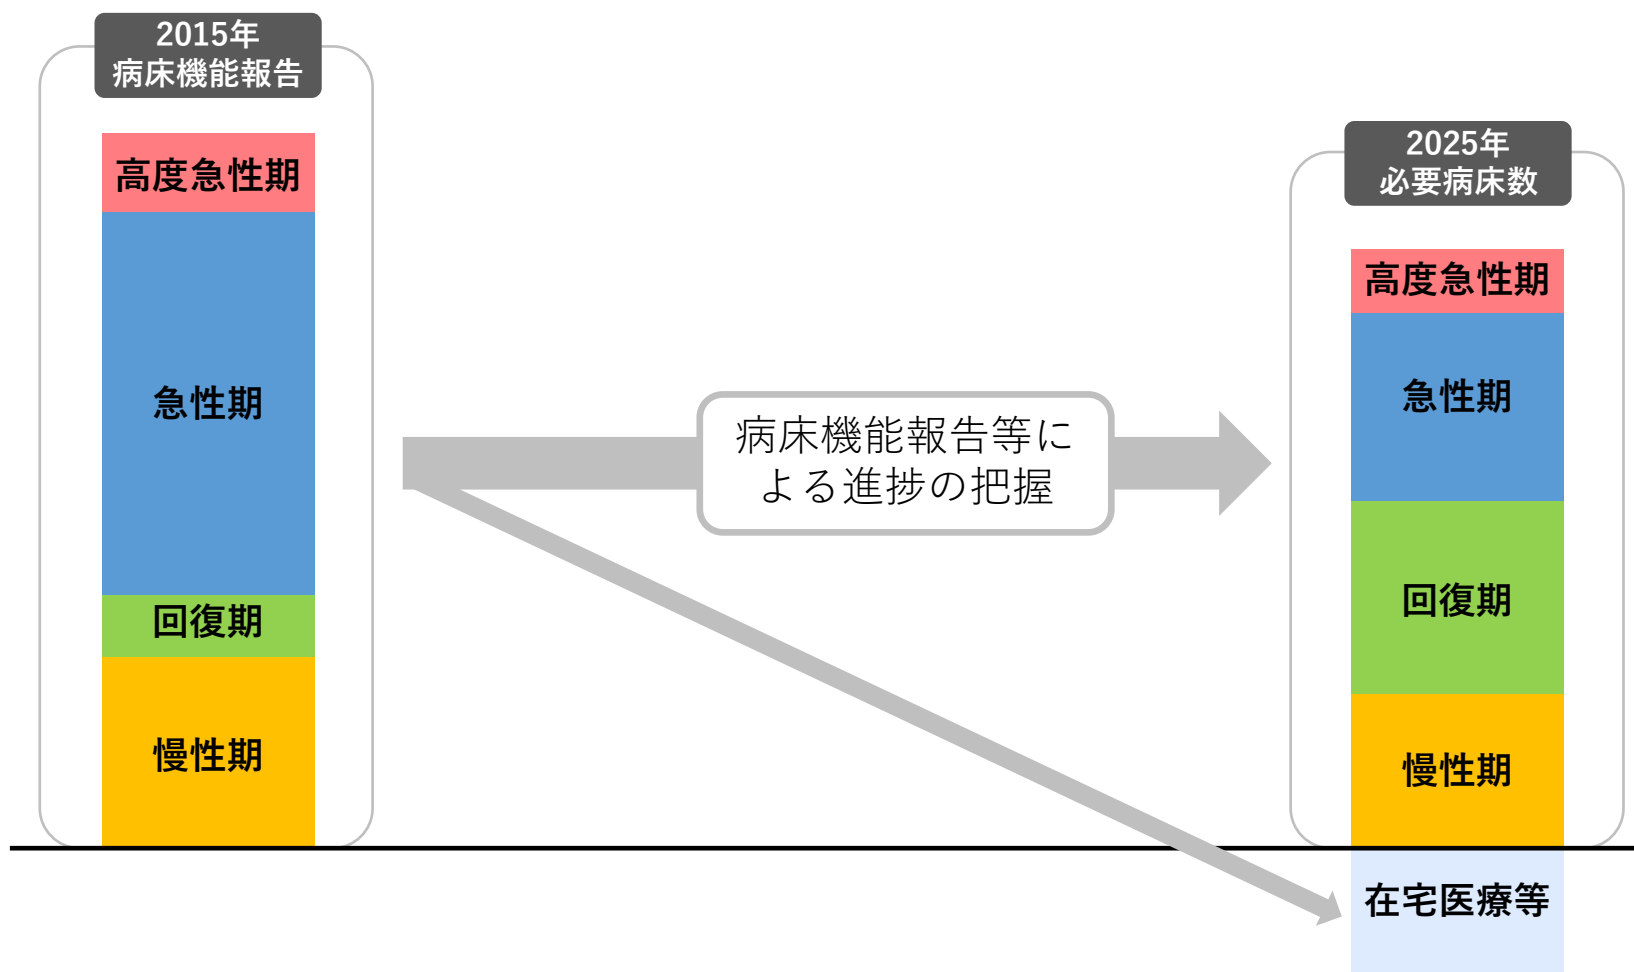 2015年
病床機能報告
高度急性期
急性期
回復期
慢性期
病床機能報告等に
よる進捗の把握
2025年
必要病床数
高度急性期
急性期
回復期
慢性期
在宅医療等